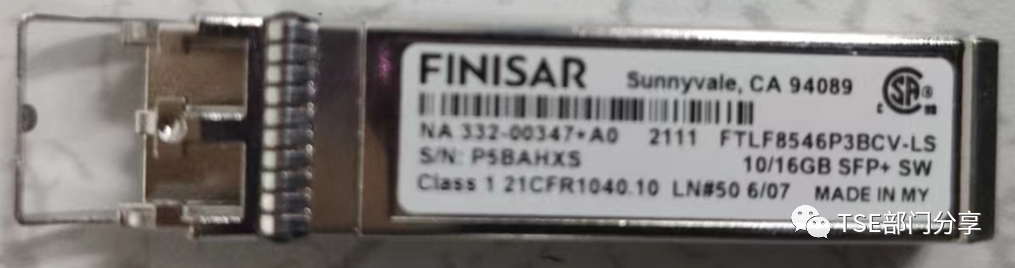 FINISAR Sunnyvale, CA 94089
NA 332-00347+A0 2111 FTLF8546P3BCV-LS
S/N: P5BAHXS 10/16GB SFP+ SW
Class 1 21CFR1040.10 LN#50 6/07 MADE IN MY
TSE部门分享